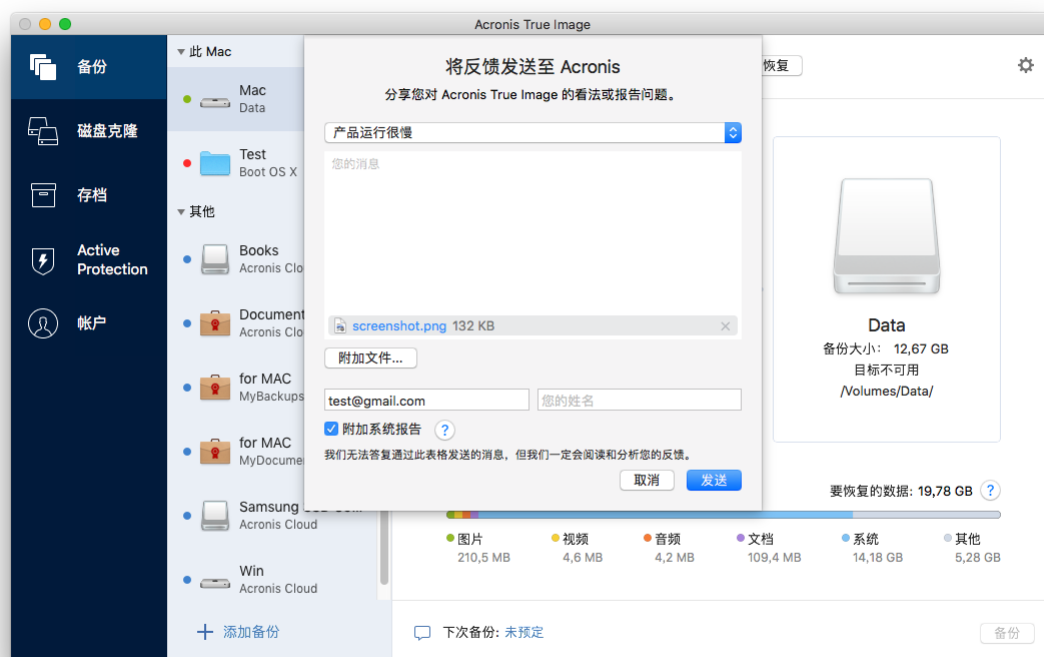 Acronis True Image
备份
磁盘克隆
存档
Active
Protection
帐户
此 Mac
Mac
Data
Test
Boot OS X
其他
Books
Acronis Clo
Document
Acronis Clo
for MAC
MyBackups
for MAC
MyDocume
Samsung
Acronis Cloud
Win
Acronis Cloud
添加备份
将反馈发送至 Acronis
分享您对 Acronis True Image 的看法或报告问题。
产品运行很慢
您的消息
screenshot.png 132 KB
附加文件...
test@gmail.com
您的姓名
附加系统报告 ?
我们无法答复通过此表格发送的消息，但我们一定会阅读和分析您的反馈。
取消
发送
恢复
Data
备份大小： 12,67 GB
目标不可用
/Volumes/Data/
要恢复的数据: 19,78 GB ?
图片
210,5 MB
视频
4,6 MB
音频
4,2 MB
文档
109,4 MB
系统
14,18 GB
其他
5,28 GB
下次备份: 未预定
备份